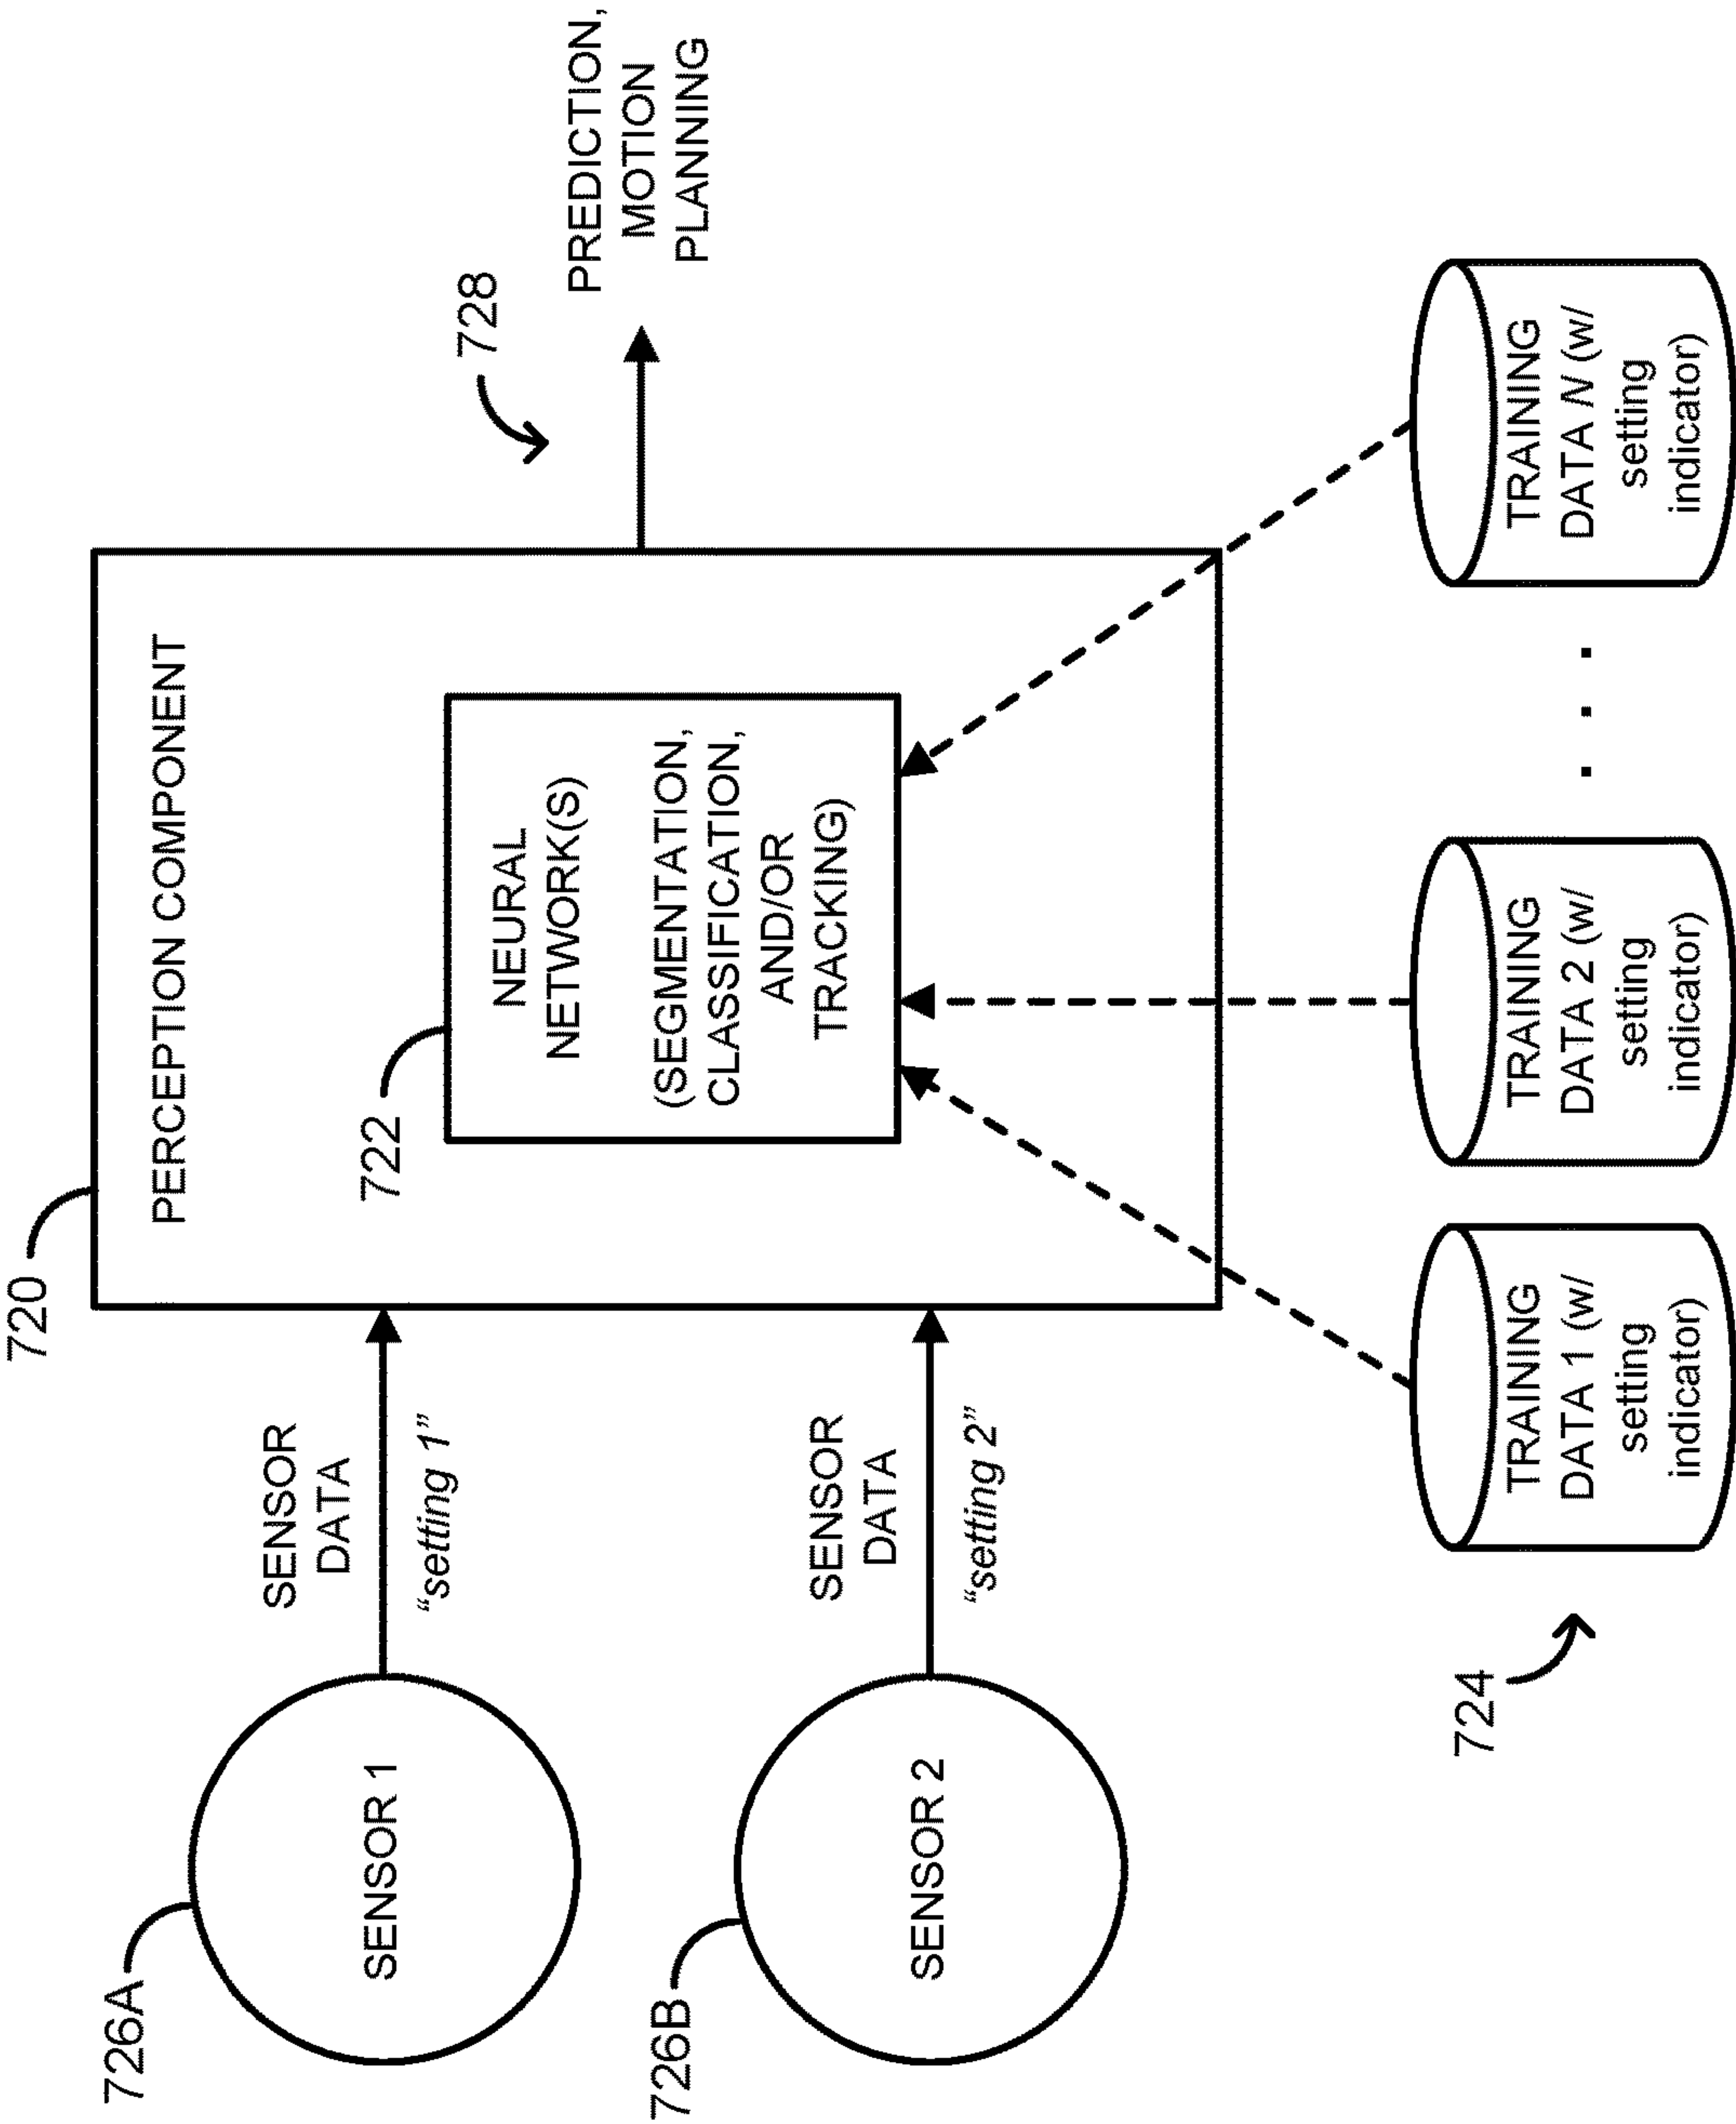 720
PERCEPTION COMPONENT
726A
SENSOR 1
SENSOR
DATA
“setting 1”
722
NEURAL
NETWORK(S)
(SEGMENTATION,
CLASSIFICATION,
AND/OR
TRACKING)
728
PREDICTION,
MOTION
PLANNING
726B
SENSOR 2
SENSOR
DATA
“setting 2”
724
TRAINING
DATA 1 (w/
setting
indicator)
TRAINING
DATA 2 (w/
setting
indicator)
. . .
TRAINING
DATA N (w/
setting
indicator)